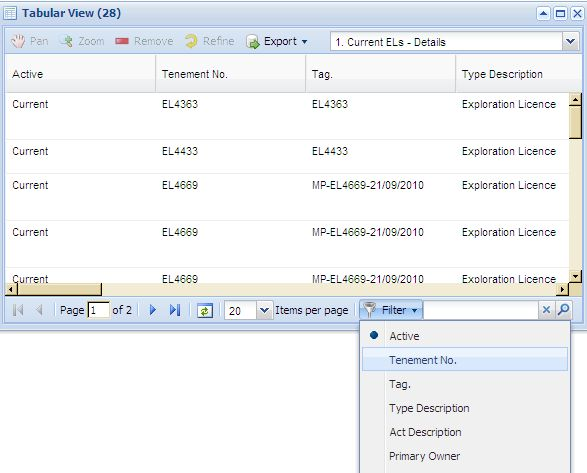 Tabular View (28)
Pan Zoom Remove Refine Export 1. Current ELs - Details
Active Tenement No. Tag. Type Description
Current EL4363 EL4363 Exploration Licence
Current EL4433 EL4433 Exploration Licence
Current EL4669 MP-EL4669-21/09/2010 Exploration Licence
Current EL4669 MP-EL4669-21/09/2010 Exploration Licence
Current EL4669 MP-EL4669-21/09/2010 Exploration Licence
Page 1 of 2 20 Items per page Filter
Active
Tenement No.
Tag.
Type Description
Act Description
Primary Owner